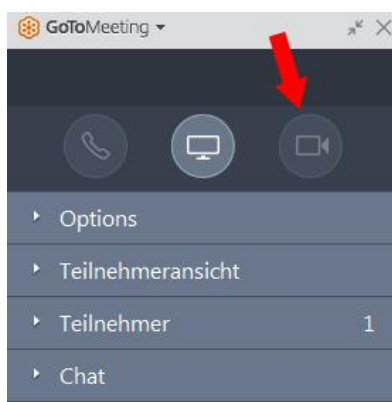 GoToMeeting
Options
Teilnehmeransicht
Teilnehmer 1
Chat